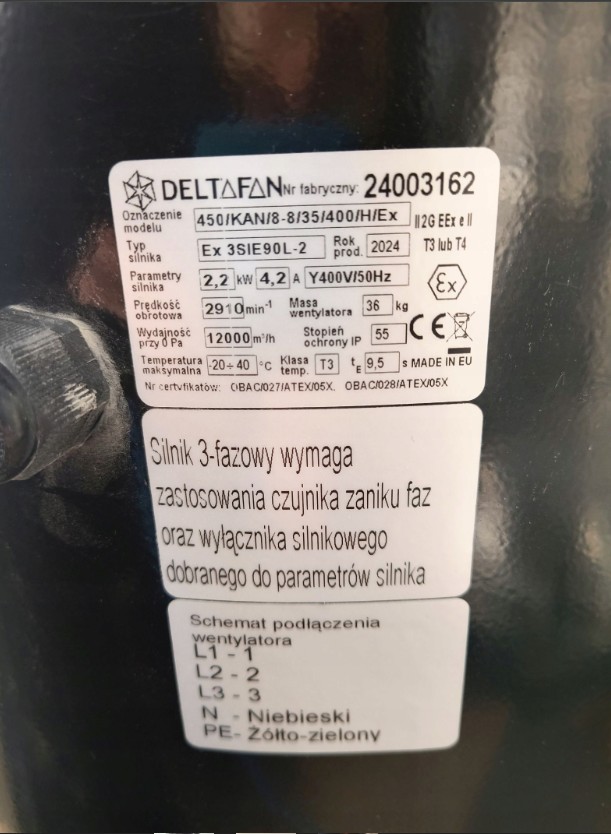 DELTAFAN Nr fabryczny: 24003162
Oznaczenie modelu 450/KAN/8-8/35/400/H/Ex II2G EEx e II
Typ silnika Ex 3SIE90L-2 Rok prod. 2024 T3 lub T4
Parametry silnika 2,2 kW 4,2 A Y400V/50Hz Ex
Prędkość obrotowa 2910 min⁻¹ Masa wentylatora 36 kg
Wydajność przy 0 Pa 12000 m³/h Stopień ochrony IP 55 CE
Temperatura maksymalna -20÷40 °C Klasa temp. T3 tE 9,5 s MADE IN EU
Nr certyfikatów: OBAC/027/ATEX/05X. OBAC/028/ATEX/05X
Silnik 3-fazowy wymaga
zastosowania czujnika zaniku faz
oraz wyłącznika silnikowego
dobranego do parametrów silnika
Schemat podłączenia
wentylatora
L1 - 1
L2 - 2
L3 - 3
N - Niebieski
PE- Żółto-zielony